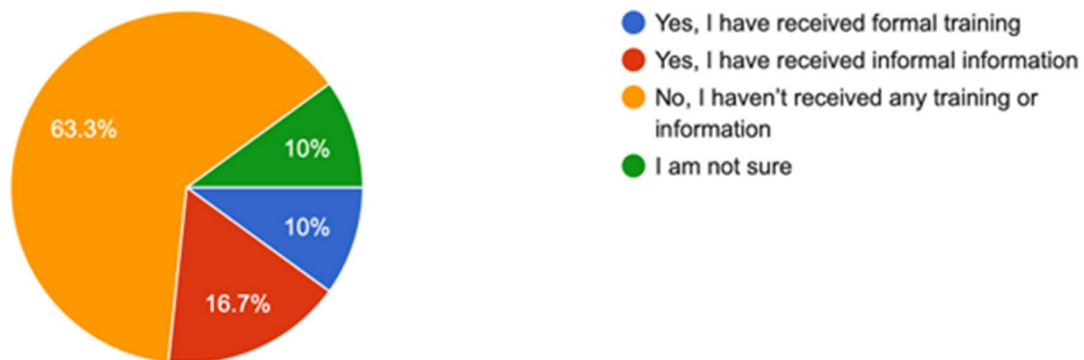 Yes, I have received formal training
Yes, I have received informal information
No, I haven't received any training or
information
I am not sure
63.3%
10%
10%
16.7%